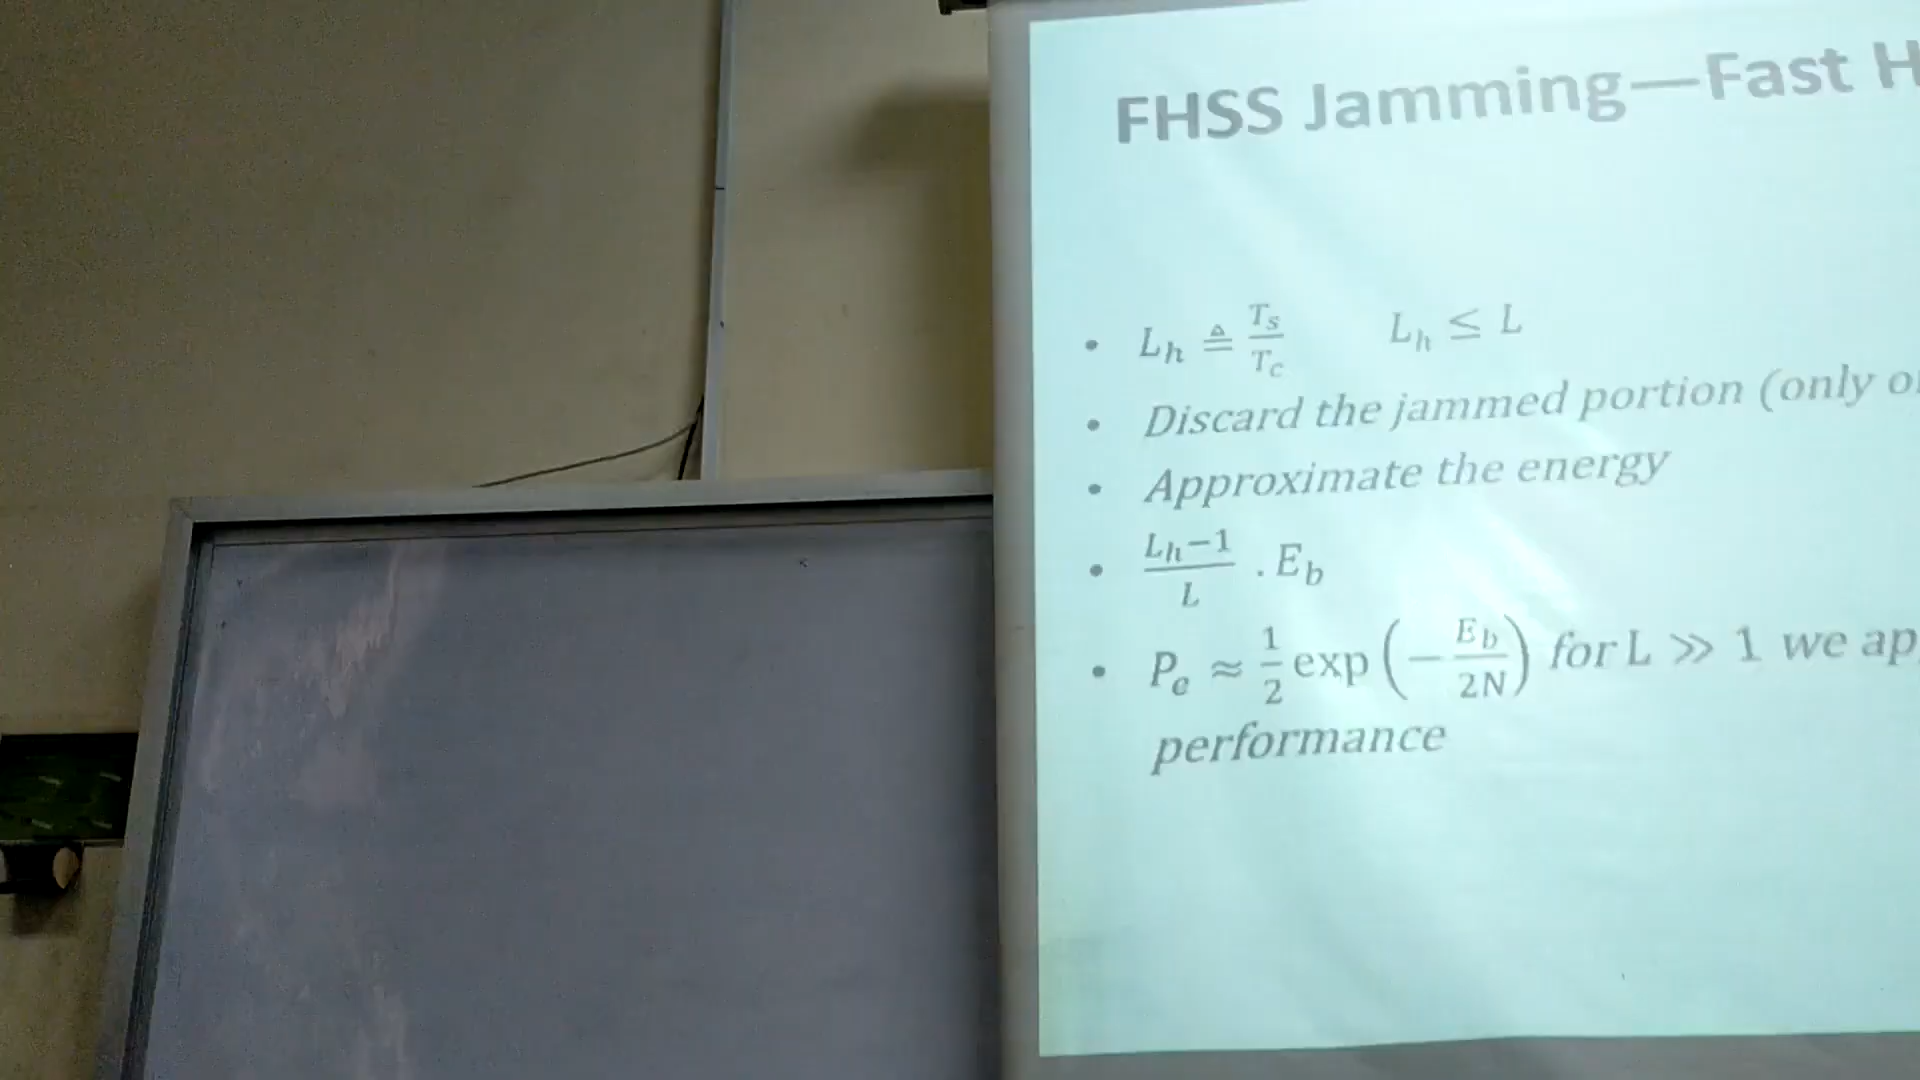 FHSS Jamming—Fast H
• L_h ≜ T_s/T_c L_h ≤ L
• Discard the jammed portion (only
• Approximate the energy
• (L_h−1)/L . E_b
• P_e ≈ 1/2 exp(−E_b/2N) for L ≫ 1 we ap
performance